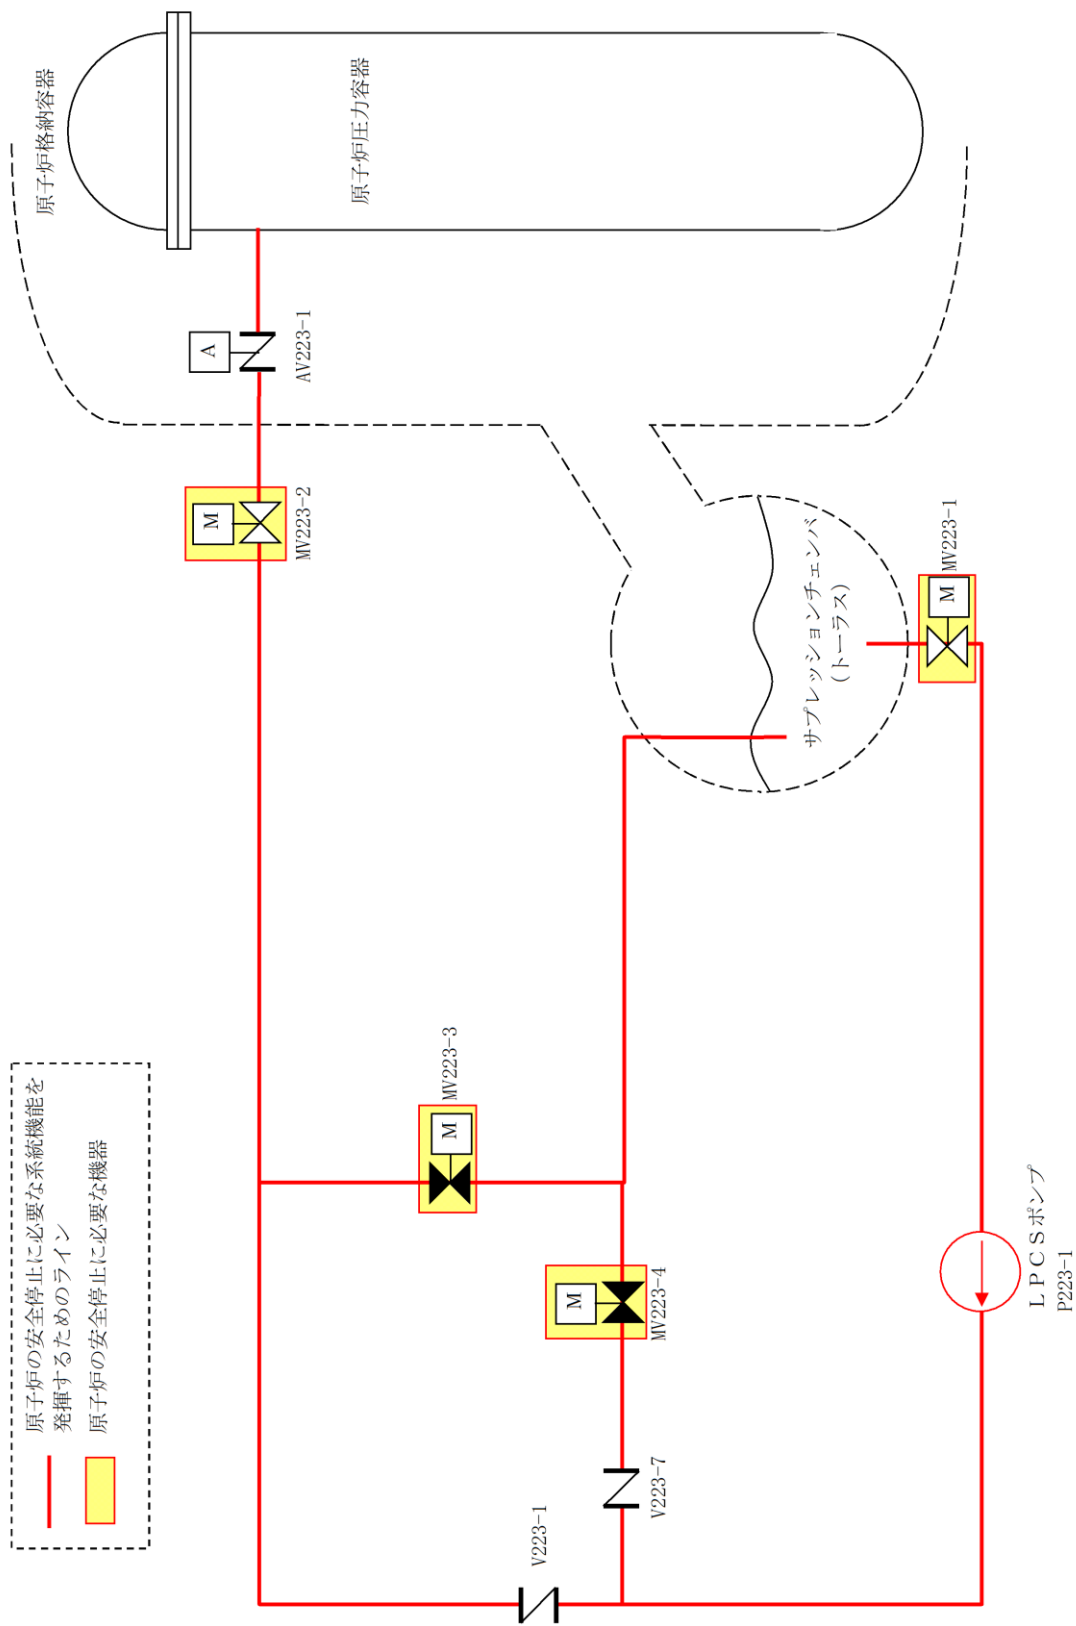 原子炉格納容器
原子炉圧力容器
A
AV223-1
M
MV223-2
サプレッションチェンバ
(トーラス)
M
MV223-1
M
MV223-3
M
MV223-4
V223-7
V223-1
LPCSポンプ
P223-1
原子炉の安全停止に必要な系統機能を
発揮するためのライン
原子炉の安全停止に必要な機器